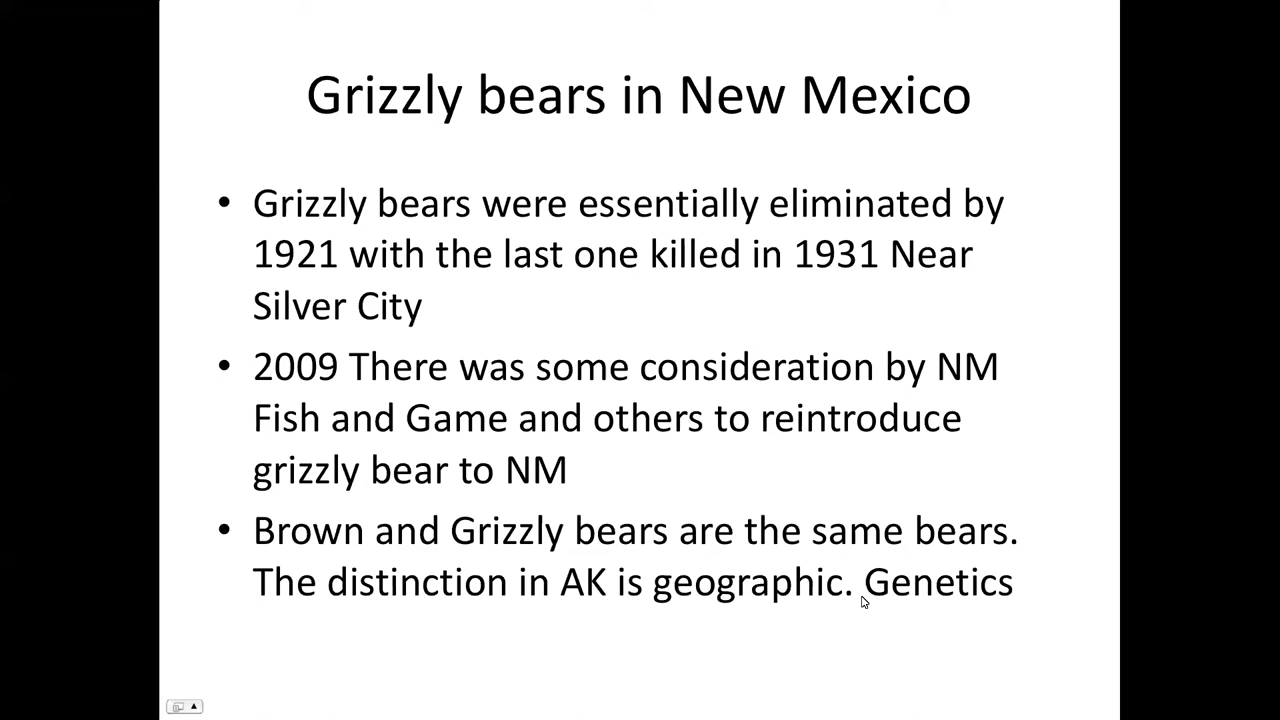 Grizzly bears in New Mexico
• Grizzly bears were essentially eliminated by
1921 with the last one killed in 1931 Near
Silver City
• 2009 There was some consideration by NM
Fish and Game and others to reintroduce
grizzly bear to NM
• Brown and Grizzly bears are the same bears.
The distinction in AK is geographic. Genetics